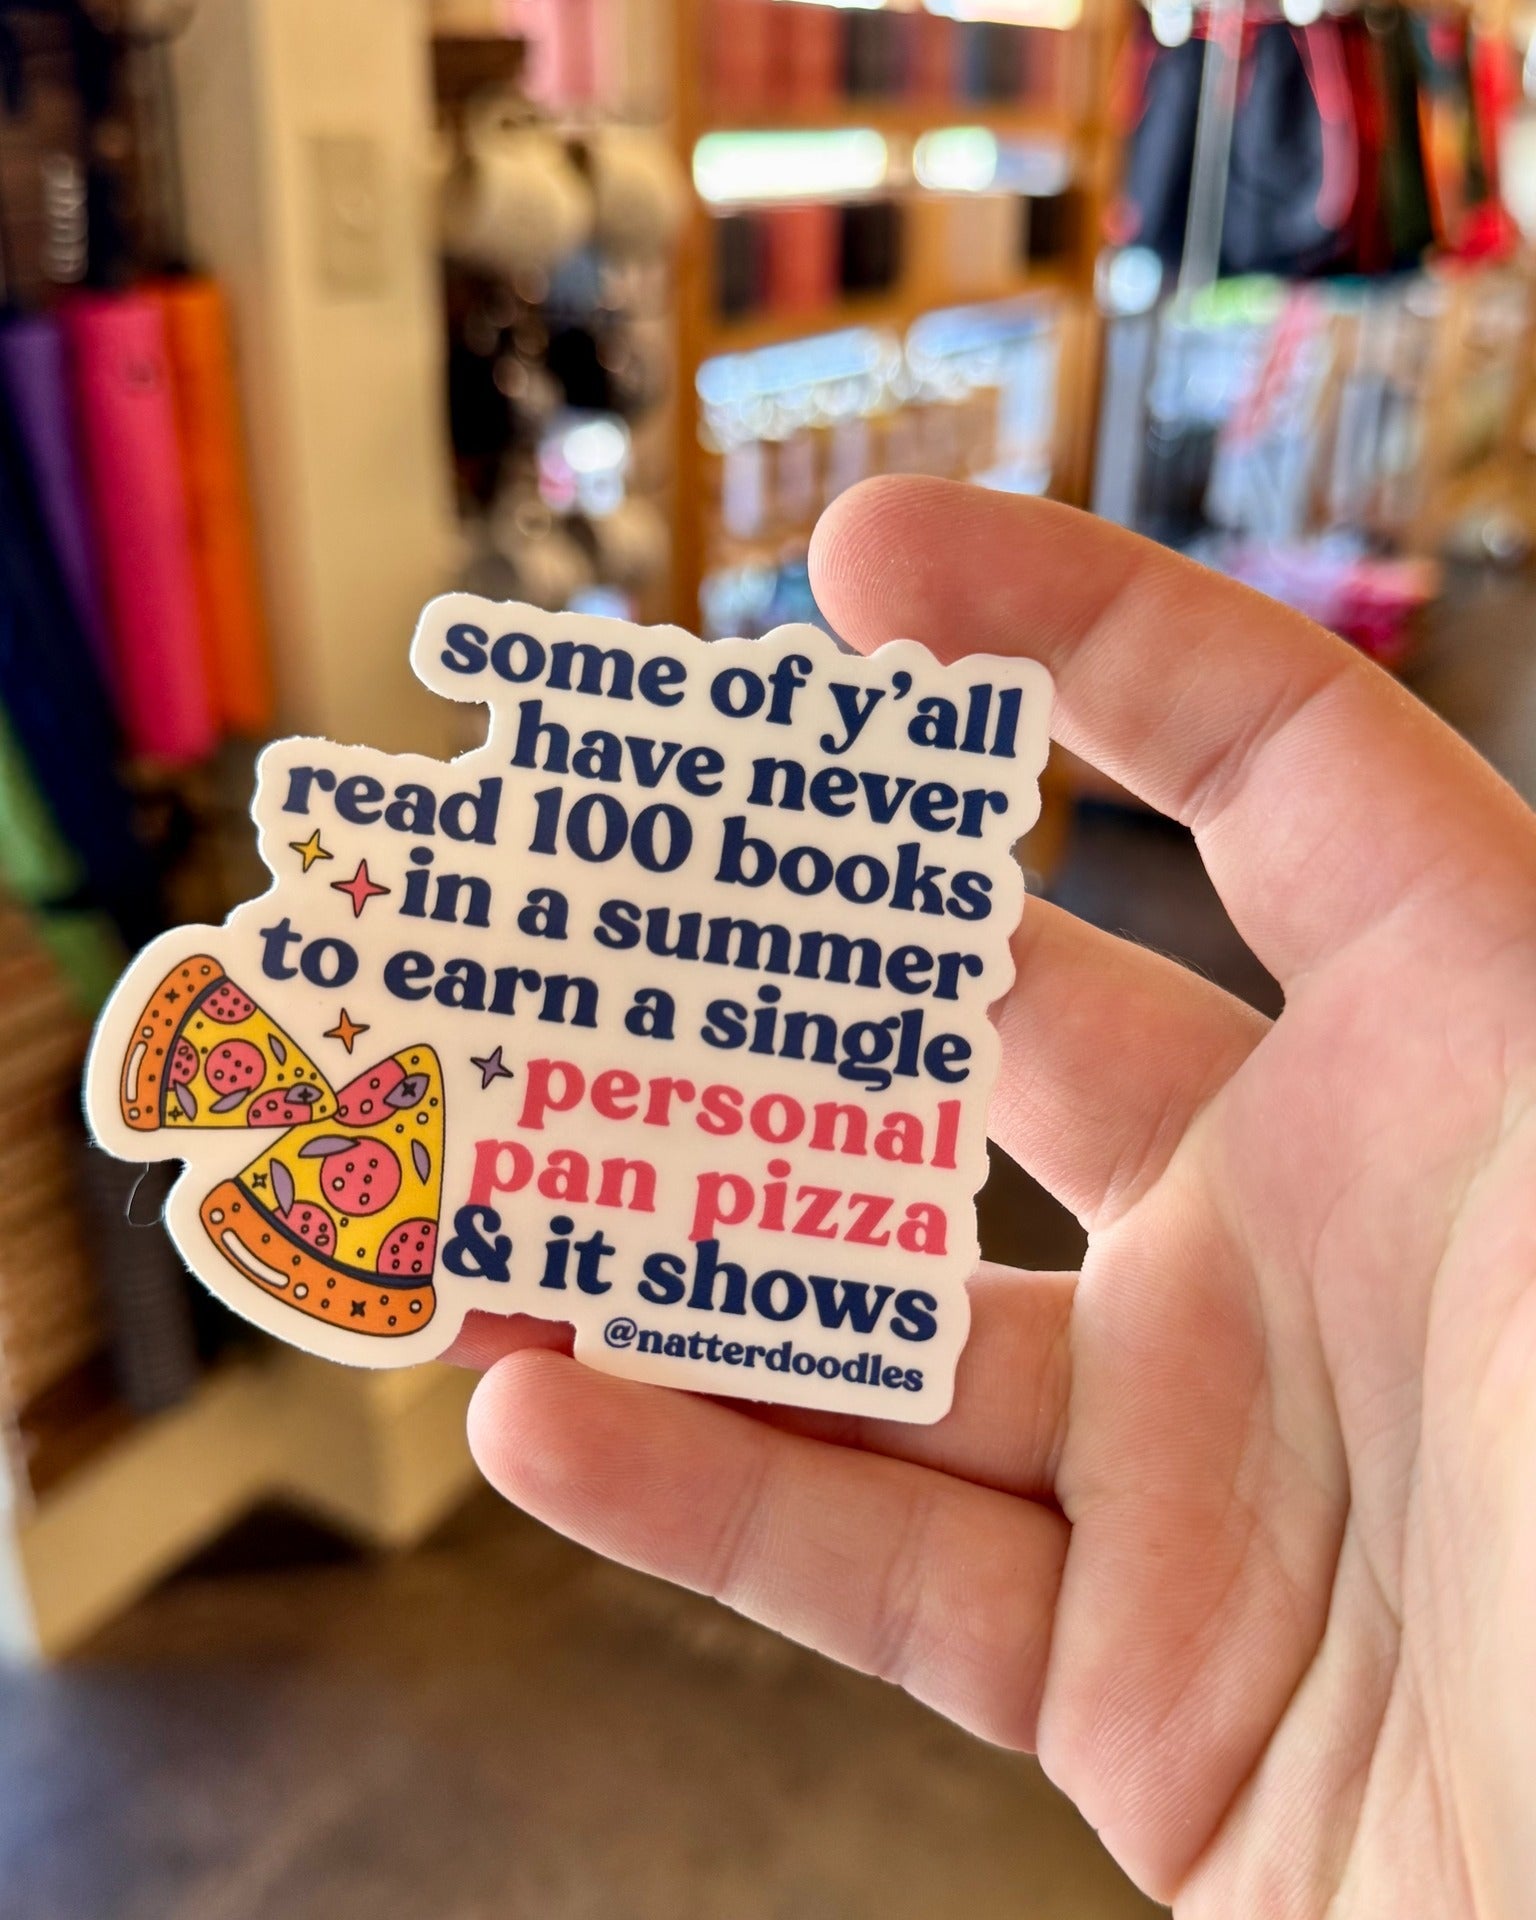 some of y'all
have never
read 100 books
in a summer
to earn a single
personal
pan pizza
& it shows
@natterdoodles